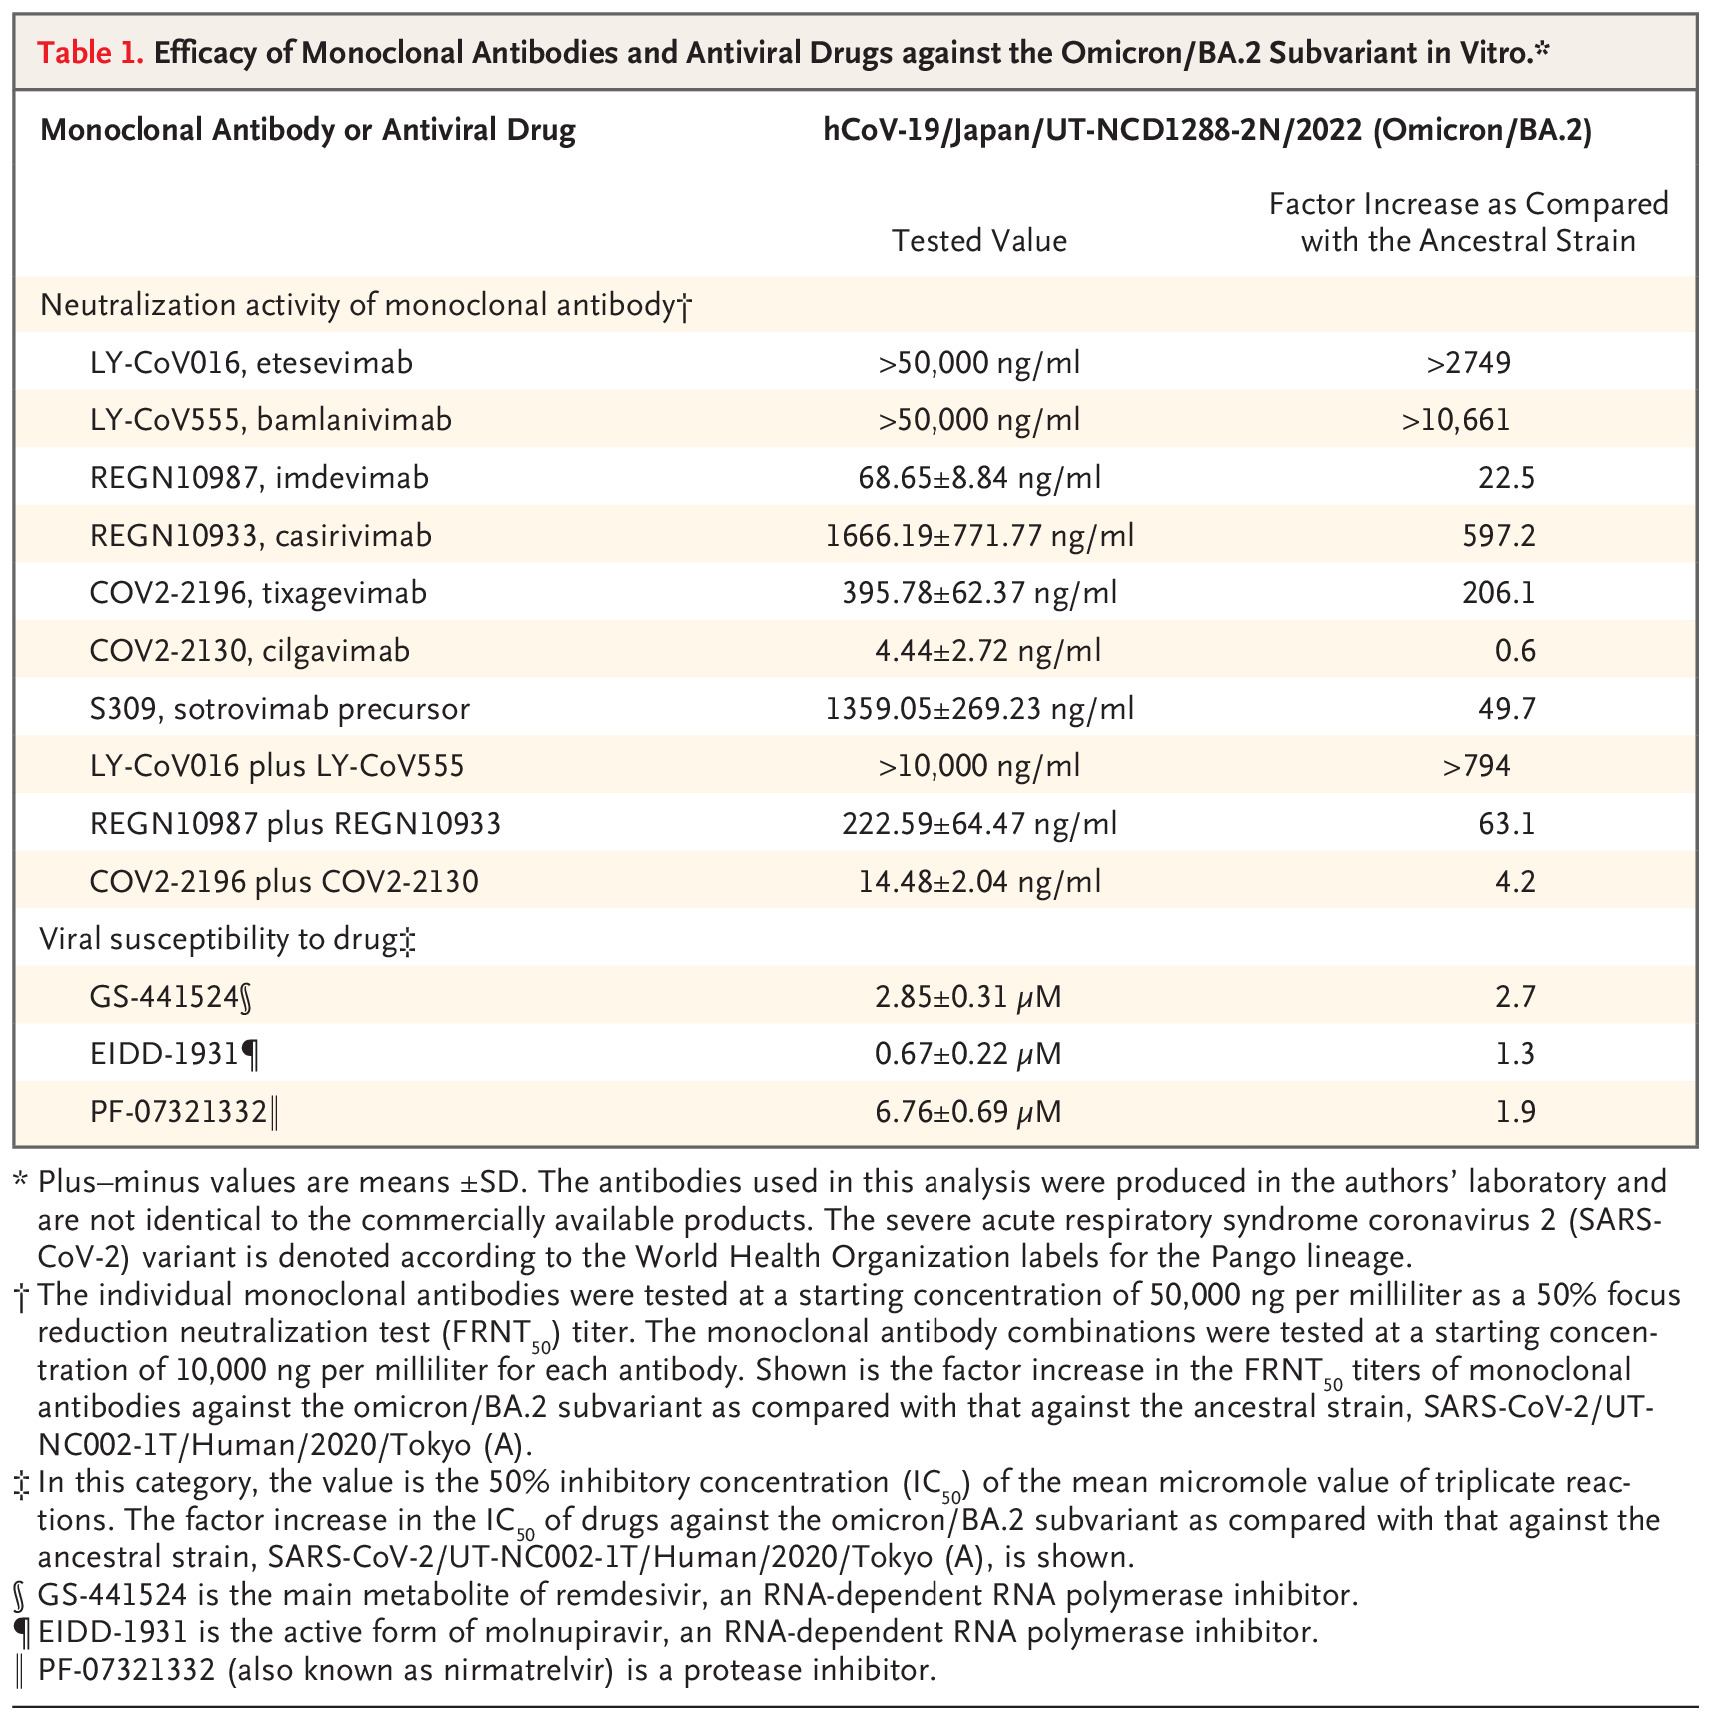 Table 1. Efficacy of Monoclonal Antibodies and Antiviral Drugs against the Omicron/BA.2 Subvariant in Vitro.*
Monoclonal Antibody or Antiviral Drug hCoV-19/Japan/UT-NCD1288-2N/2022 (Omicron/BA.2)
Tested Value Factor Increase as Compared
with the Ancestral Strain
Neutralization activity of monoclonal antibody†
LY-CoV016, etesevimab >50,000 ng/ml >2749
LY-CoV555, bamlanivimab >50,000 ng/ml >10,661
REGN10987, imdevimab 68.65±8.84 ng/ml 22.5
REGN10933, casirivimab 1666.19±771.77 ng/ml 597.2
COV2-2196, tixagevimab 395.78±62.37 ng/ml 206.1
COV2-2130, cilgavimab 4.44±2.72 ng/ml 0.6
S309, sotrovimab precursor 1359.05±269.23 ng/ml 49.7
LY-CoV016 plus LY-CoV555 >10,000 ng/ml >794
REGN10987 plus REGN10933 222.59±64.47 ng/ml 63.1
COV2-2196 plus COV2-2130 14.48±2.04 ng/ml 4.2
Viral susceptibility to drug‡
GS-441524§ 2.85±0.31 µM 2.7
EIDD-1931¶ 0.67±0.22 µM 1.3
PF-07321332‖ 6.76±0.69 µM 1.9
* Plus–minus values are means ±SD. The antibodies used in this analysis were produced in the authors’ laboratory and
are not identical to the commercially available products. The severe acute respiratory syndrome coronavirus 2 (SARS-
CoV-2) variant is denoted according to the World Health Organization labels for the Pango lineage.
† The individual monoclonal antibodies were tested at a starting concentration of 50,000 ng per milliliter as a 50% focus
reduction neutralization test (FRNT50) titer. The monoclonal antibody combinations were tested at a starting concen-
tration of 10,000 ng per milliliter for each antibody. Shown is the factor increase in the FRNT50 titers of monoclonal
antibodies against the omicron/BA.2 subvariant as compared with that against the ancestral strain, SARS-CoV-2/UT-
NC002-1T/Human/2020/Tokyo (A).
‡ In this category, the value is the 50% inhibitory concentration (IC50) of the mean micromole value of triplicate reac-
tions. The factor increase in the IC50 of drugs against the omicron/BA.2 subvariant as compared with that against the
ancestral strain, SARS-CoV-2/UT-NC002-1T/Human/2020/Tokyo (A), is shown.
§ GS-441524 is the main metabolite of remdesivir, an RNA-dependent RNA polymerase inhibitor.
¶ EIDD-1931 is the active form of molnupiravir, an RNA-dependent RNA polymerase inhibitor.
‖ PF-07321332 (also known as nirmatrelvir) is a protease inhibitor.